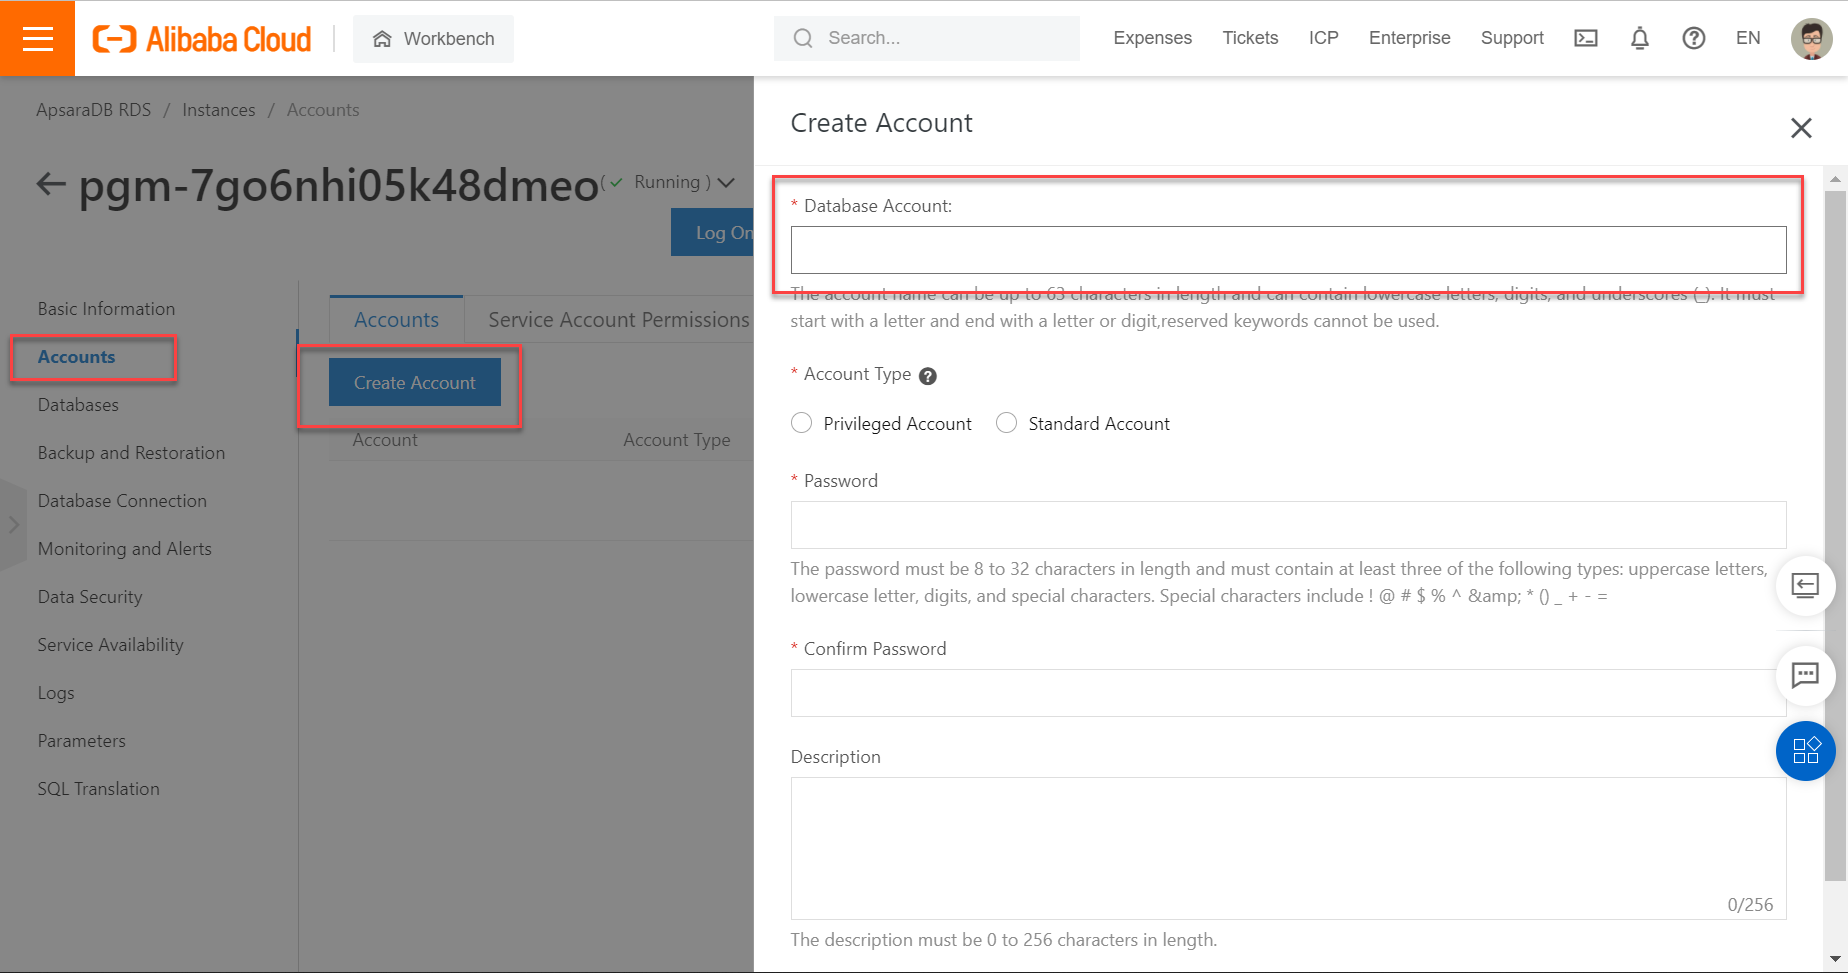 Alibaba Cloud
Workbench
Search...
Expenses
Tickets
ICP
Enterprise
Support
EN
ApsaraDB RDS / Instances / Accounts
pgm-7go6nhi05k48dmeo ( Running )
Log On
Basic Information
Accounts
Databases
Backup and Restoration
Database Connection
Monitoring and Alerts
Data Security
Service Availability
Logs
Parameters
SQL Translation
Accounts
Service Account Permissions
Create Account
Account
Account Type
Create Account
* Database Account:
The account name can be up to 63 characters in length and can contain lowercase letters, digits, and underscores (_). It must
start with a letter and end with a letter or digit,reserved keywords cannot be used.
* Account Type
Privileged Account
Standard Account
* Password
The password must be 8 to 32 characters in length and must contain at least three of the following types: uppercase letters,
lowercase letter, digits, and special characters. Special characters include ! @ # $ % ^ &amp; * () _ + - =
* Confirm Password
Description
0/256
The description must be 0 to 256 characters in length.